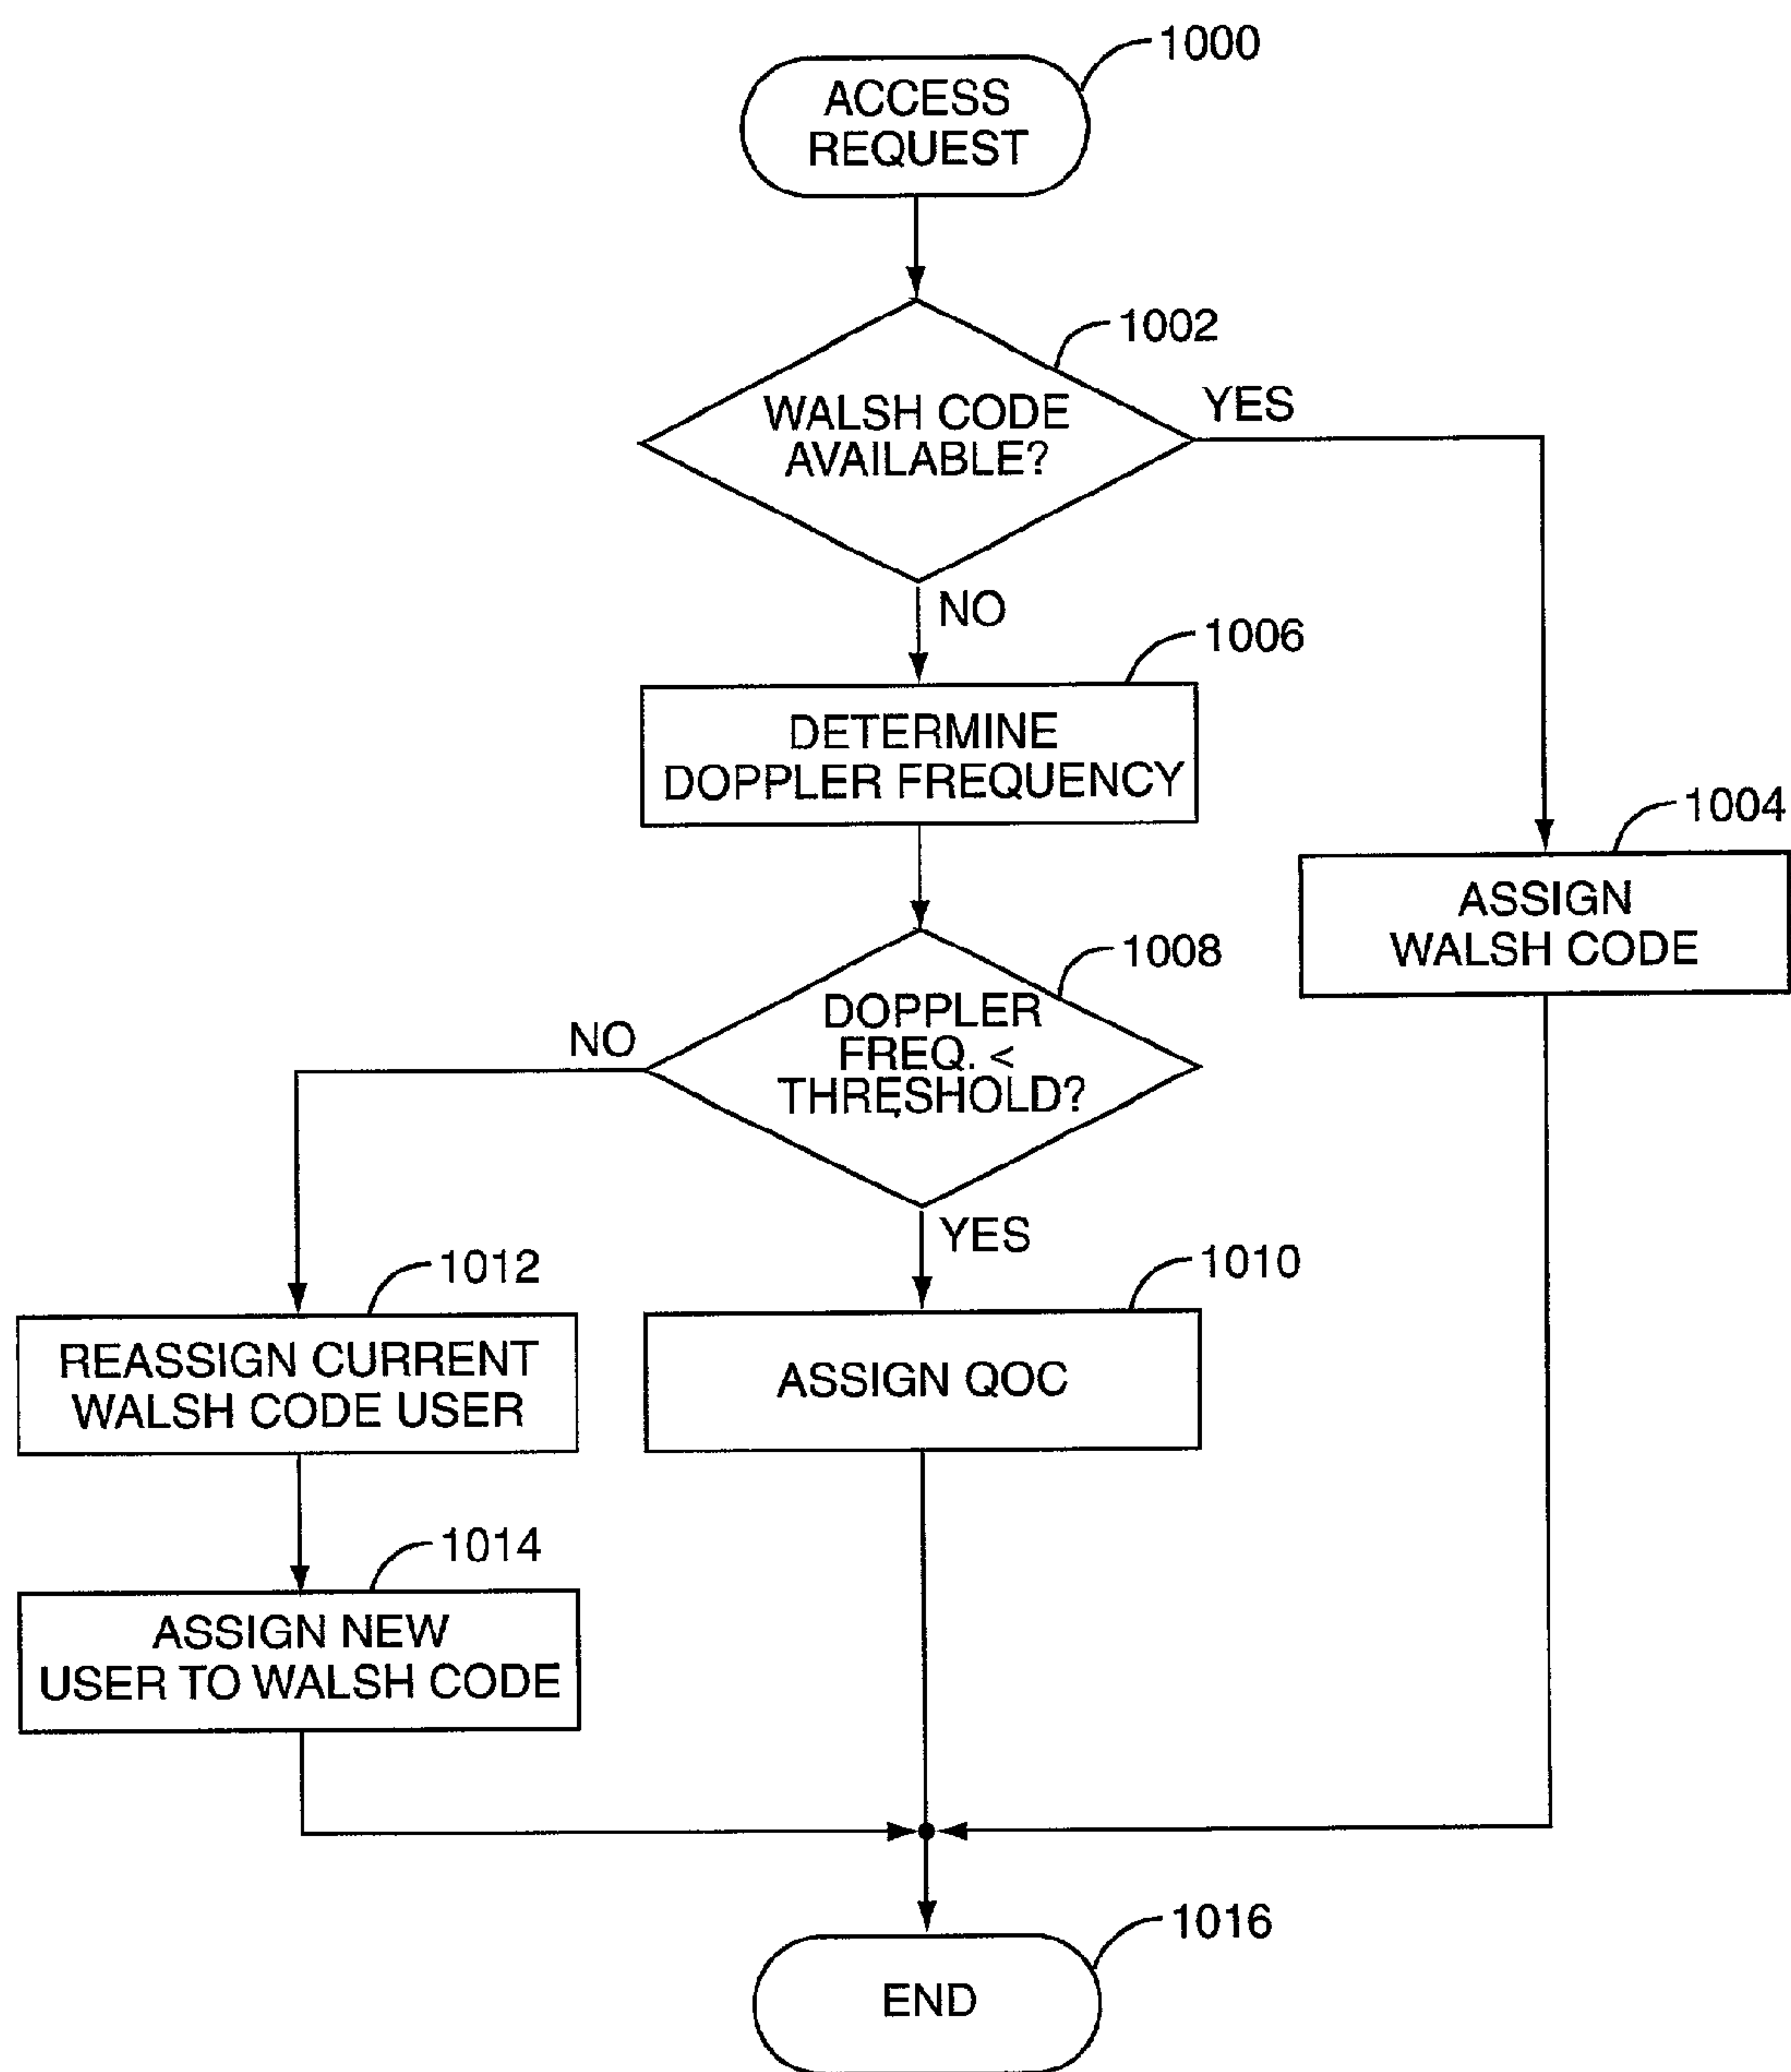 1000
ACCESS
REQUEST
1002
WALSH CODE
AVAILABLE?
YES
NO
1006
DETERMINE
DOPPLER FREQUENCY
1004
ASSIGN
WALSH CODE
1008
DOPPLER
FREQ. <
THRESHOLD?
NO
YES
1012
REASSIGN CURRENT
WALSH CODE USER
1010
ASSIGN QOC
1014
ASSIGN NEW
USER TO WALSH CODE
1016
END